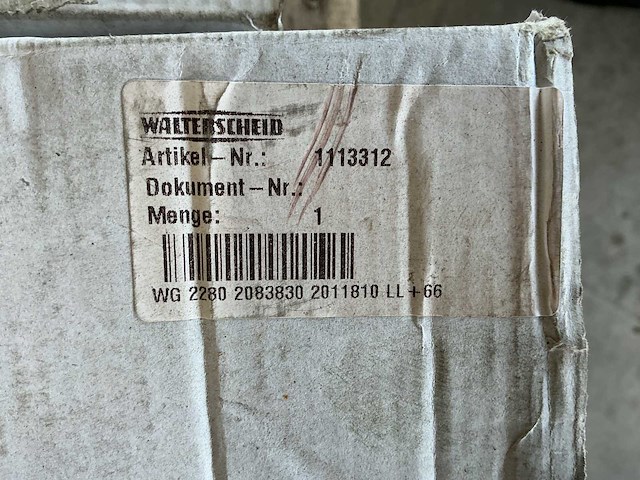 WALTERSCHEID
Artikel-Nr.: 1113312
Dokument-Nr.:
Menge: 1
WG 2280 2083830 2011810 LL+66